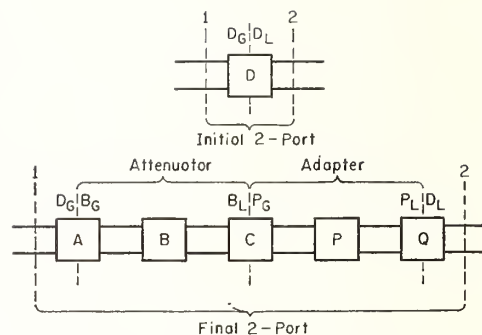 1 2
D_G D_L
D
Initial 2-Port
Attenuotor Adapter
1 2
D_G B_G B_L P_G P_L D_L
A B C P Q
Final 2-Port